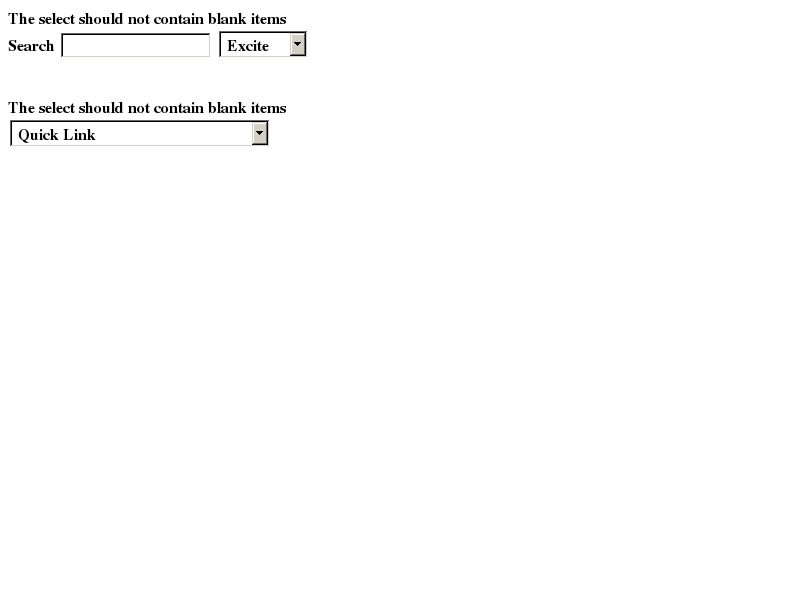 The select should not contain blank items
Search Excite
The select should not contain blank items
Quick Link